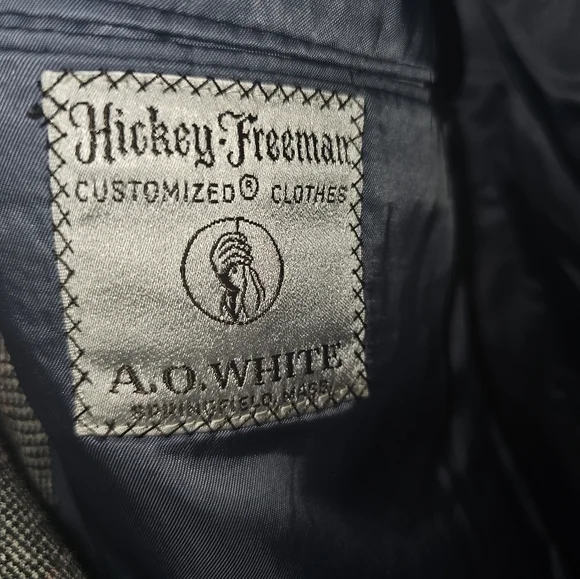 Hickey-Freeman
CUSTOMIZED® CLOTHES
A.O. WHITE
SPRINGFIELD, MASS.